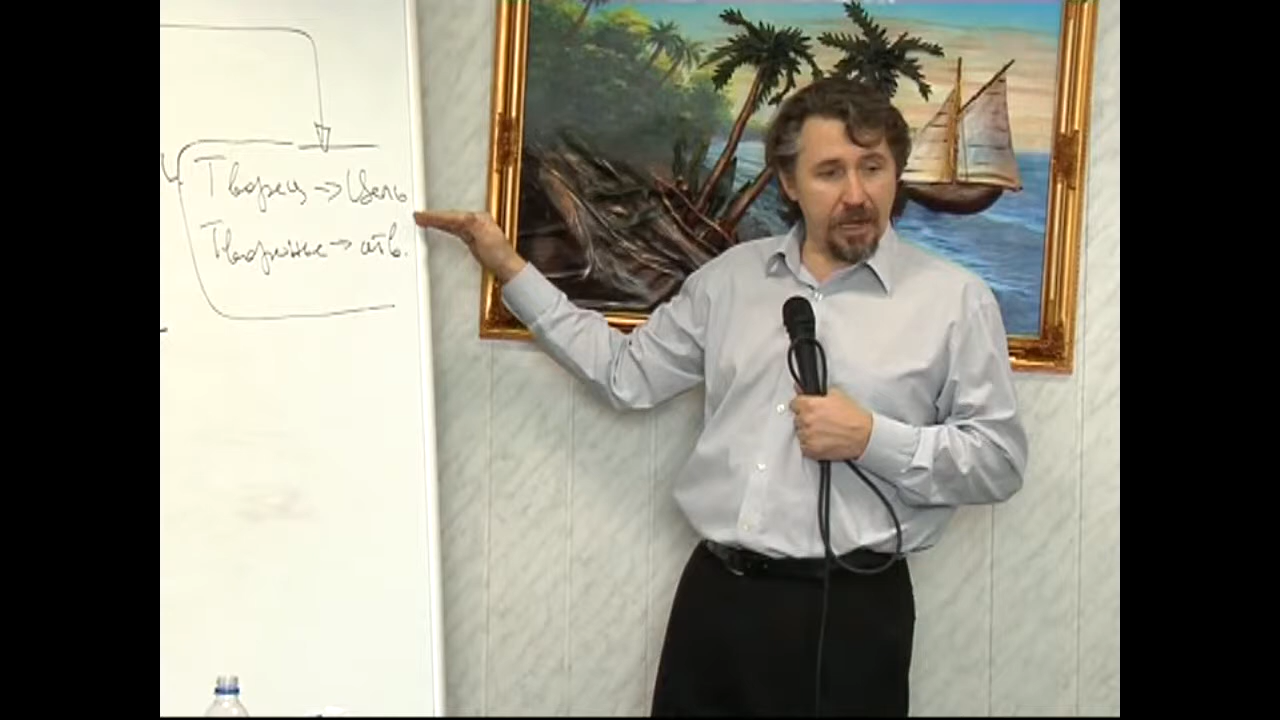 Творец → Цель
Творение → отв.